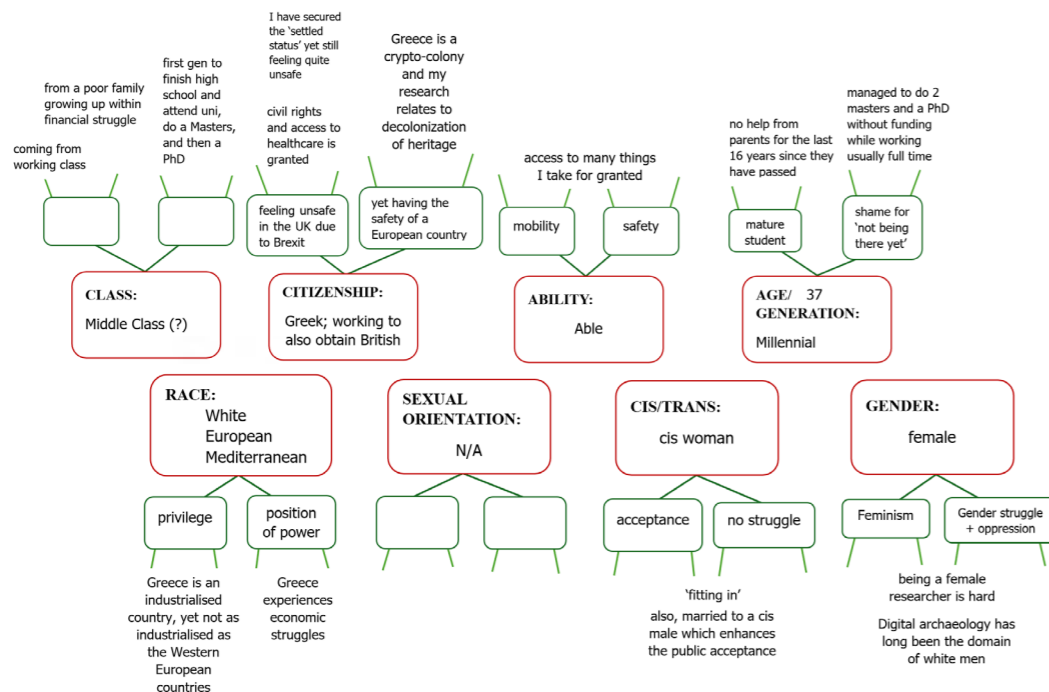 I have secured
the ‘settled
status’ yet still
feeling quite
unsafe
Greece is a
crypto-colony
and my
research
relates to
decolonization
of heritage
first gen to
finish high
school and
attend uni,
do a Masters,
and then a
PhD
from a poor family
growing up within
financial struggle
coming from
working class
civil rights
and access to
healthcare is
granted
access to many things
I take for granted
no help from
parents for the last
16 years since they
have passed
managed to do 2
masters and a PhD
without funding
while working
usually full time
feeling unsafe
in the UK due
to Brexit
yet having the
safety of a
European country
mobility
safety
mature
student
shame for
‘not being
there yet’
CLASS:
Middle Class (?)
CITIZENSHIP:
Greek; working to
also obtain British
ABILITY:
Able
AGE/ 37
GENERATION:
Millennial
RACE:
White
European
Mediterranean
SEXUAL
ORIENTATION:
N/A
CIS/TRANS:
cis woman
GENDER:
female
privilege
position
of power
acceptance
no struggle
Feminism
Gender struggle
+ oppression
Greece is an
industrialised
country, yet not as
industrialised as
the Western
European
countries
Greece
experiences
economic
struggles
‘fitting in’
also, married to a cis
male which enhances
the public acceptance
being a female
researcher is hard
Digital archaeology has
long been the domain
of white men